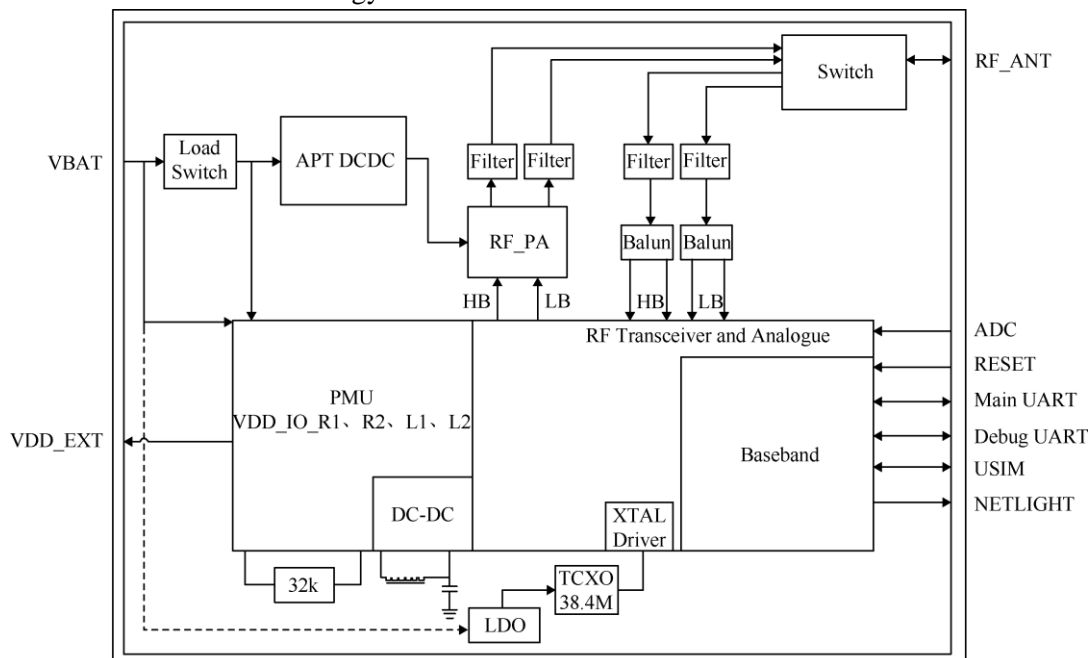 Switch
RF_ANT
VBAT
Load
Switch
APT DCDC
Filter
Filter
Filter
Filter
RF_PA
Balun
Balun
HB
LB
HB
LB
RF Transceiver and Analogue
ADC
RESET
PMU
VDD_IO_R1、R2、L1、L2
Main UART
VDD_EXT
Debug UART
Baseband
USIM
DC-DC
NETLIGHT
XTAL
Driver
32k
TCXO
38.4M
LDO